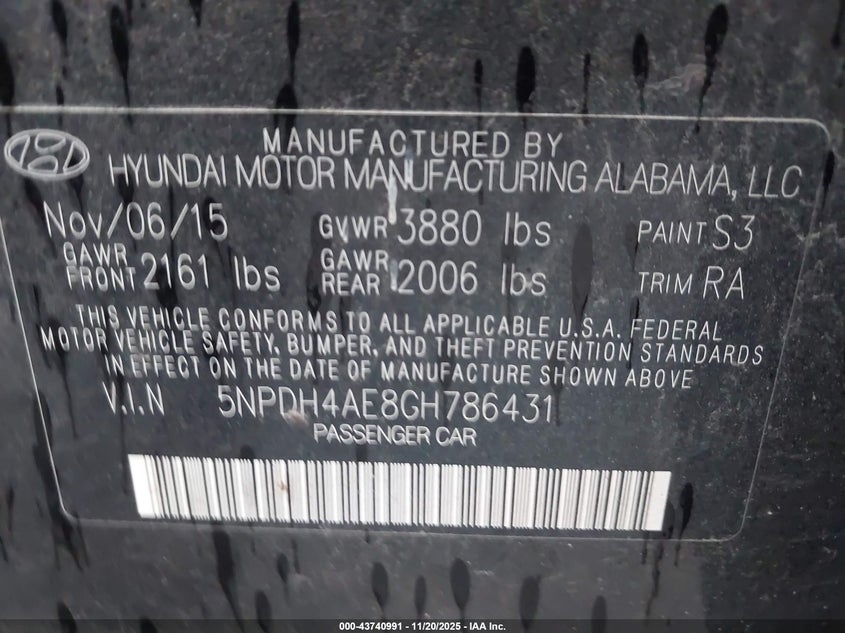 MANUFACTURED BY
HYUNDAI MOTOR MANUFACTURING ALABAMA, LLC
Nov/06/15 GVWR 3880 lbs PAINT S3
GAWR FRONT 2161 lbs GAWR REAR 2006 lbs TRIM RA
THIS VEHICLE CONFORMS TO ALL APPLICABLE U.S.A. FEDERAL
MOTOR VEHICLE SAFETY, BUMPER, AND THEFT PREVENTION STANDARDS
IN EFFECT ON THE DATE OF MANUFACTURE SHOWN ABOVE
V.I.N 5NPDH4AE8GH786431
PASSENGER CAR
000-43740991 — 11/20/2025 — IAA Inc.